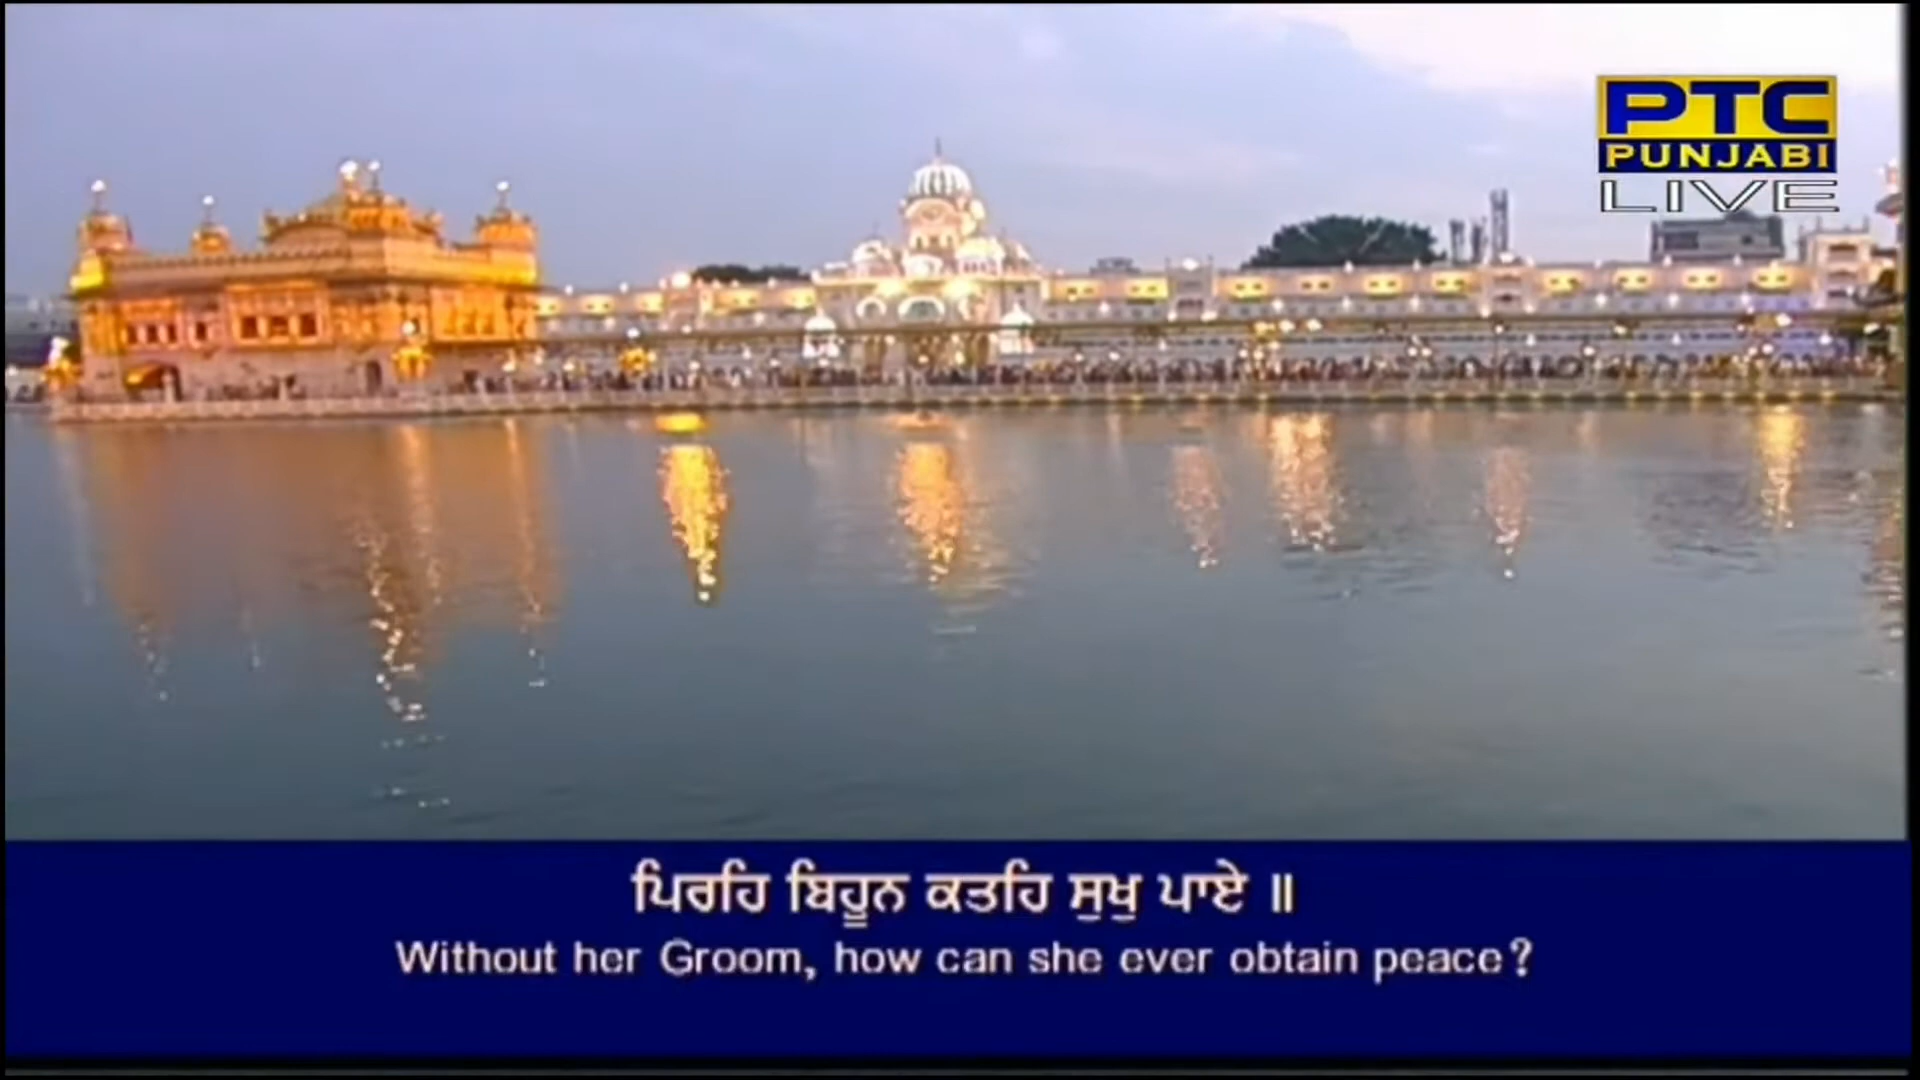 PTC
PUNJABI
LIVE
ਪਿਰਹਿ ਬਿਹੂਨ ਕਤਹਿ ਸੁਖੁ ਪਾਏ ॥
Without her Groom, how can she ever obtain peace?